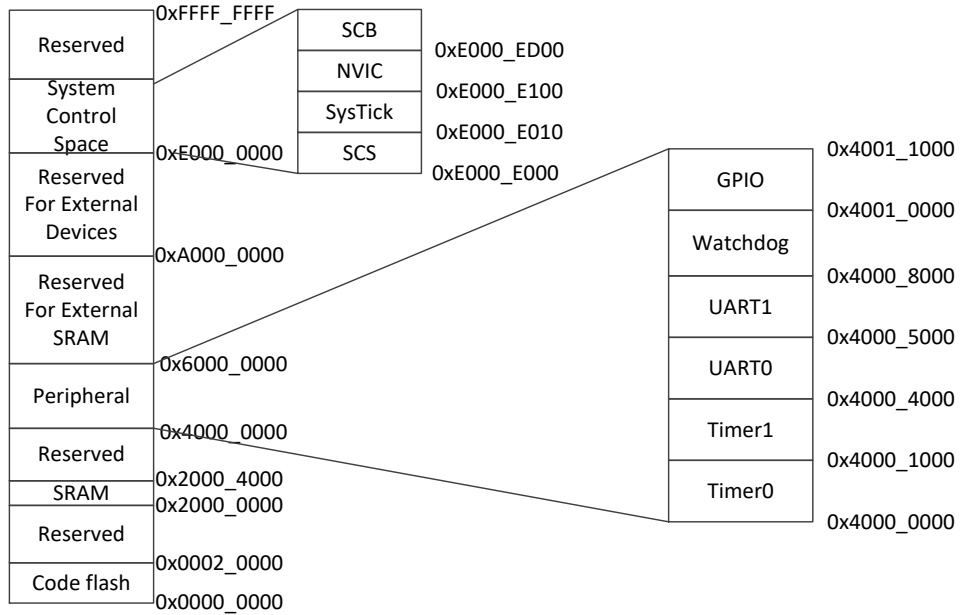 0xFFFF_FFFF
Reserved
System
Control
Space
0xE000_0000
Reserved
For External
Devices
0xA000_0000
Reserved
For External
SRAM
0x6000_0000
Peripheral
0x4000_0000
Reserved
0x2000_4000
SRAM
0x2000_0000
Reserved
0x0002_0000
Code flash
0x0000_0000
SCB
0xE000_ED00
NVIC
0xE000_E100
SysTick
0xE000_E010
SCS
0xE000_E000
0x4001_1000
GPIO
0x4001_0000
Watchdog
0x4000_8000
UART1
0x4000_5000
UART0
0x4000_4000
Timer1
0x4000_1000
Timer0
0x4000_0000